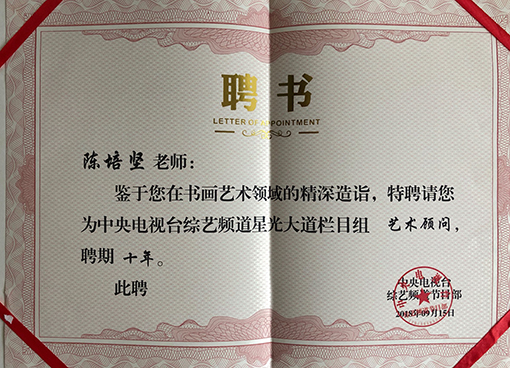 聘书
LETTER OF APPOINTMENT
陈培坚 老师:
鉴于您在书画艺术领域的精深造诣,特聘请您
为中央电视台综艺频道星光大道栏目组 艺术顾问,
聘期 十年。
此聘
中央电视台
综艺频道节目部
2018年09月15日